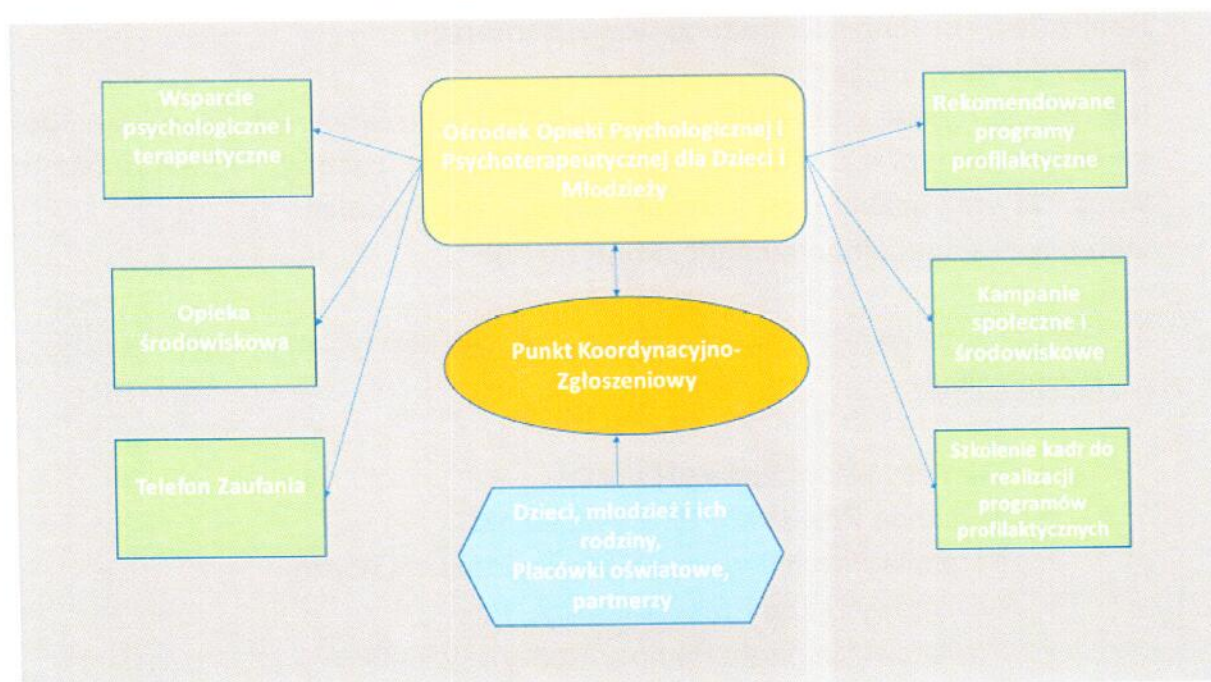 Wsparcie
psychologiczne i
terapeutyczne
Opieka
środowiskowa
Telefon Zaufania
Ośrodek Opieki Psychologicznej i
Psychoterapeutycznej dla Dzieci i
Młodzieży
Punkt Koordynacyjno-
Zgłoszeniowy
Dzieci, młodzież i ich
rodziny,
Placówki oświatowe,
partnerzy
Rekomendowane
programy
profilaktyczne
Kampanie
społeczne i
środowiskowe
Szkolenie kadr do
realizacji
programów
profilaktycznych